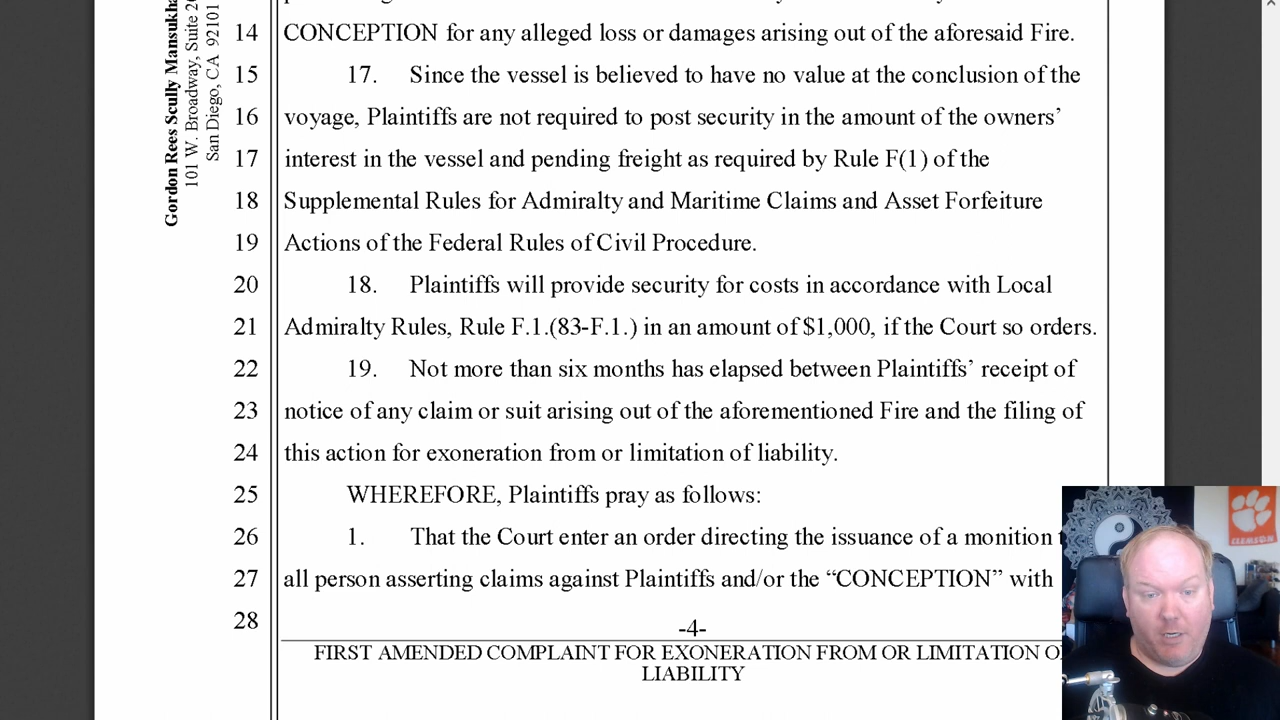 14 CONCEPTION for any alleged loss or damages arising out of the aforesaid Fire.
15 17. Since the vessel is believed to have no value at the conclusion of the
16 voyage, Plaintiffs are not required to post security in the amount of the owners’
17 interest in the vessel and pending freight as required by Rule F(1) of the
18 Supplemental Rules for Admiralty and Maritime Claims and Asset Forfeiture
19 Actions of the Federal Rules of Civil Procedure.
20 18. Plaintiffs will provide security for costs in accordance with Local
21 Admiralty Rules, Rule F.1.(83-F.1.) in an amount of $1,000, if the Court so orders.
22 19. Not more than six months has elapsed between Plaintiffs’ receipt of
23 notice of any claim or suit arising out of the aforementioned Fire and the filing of
24 this action for exoneration from or limitation of liability.
25 WHEREFORE, Plaintiffs pray as follows:
26 1. That the Court enter an order directing the issuance of a monition
27 all person asserting claims against Plaintiffs and/or the “CONCEPTION” with
28
-4-
FIRST AMENDED COMPLAINT FOR EXONERATION FROM OR LIMITATION
LIABILITY
Gordon Rees Scully
101 W. Broadway, Suite
San Diego, CA 92101
CLEMSON